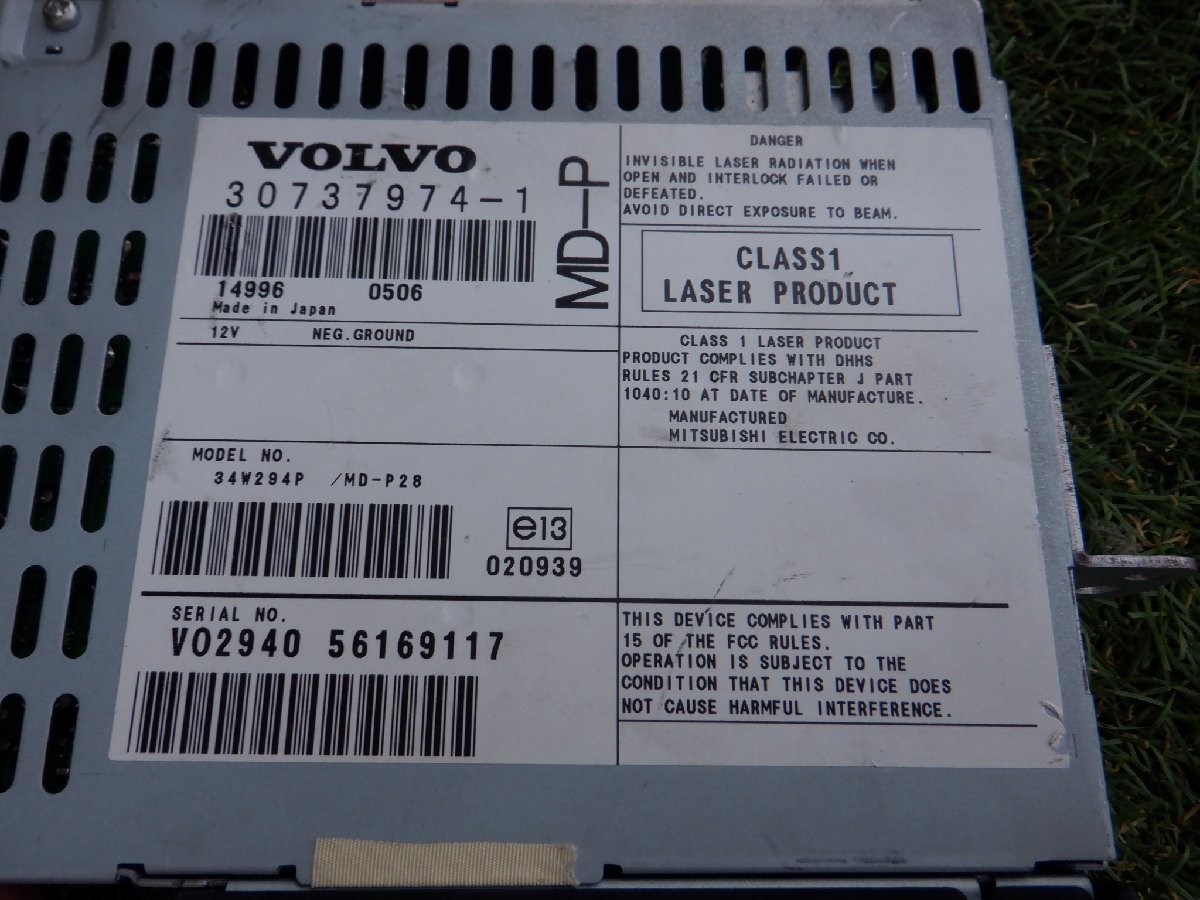 VOLVO
30737974-1
14996 0506
Made in Japan
MD-P
12V NEG.GROUND
MODEL NO.
34W294P /MD-P28
e13
020939
SERIAL NO.
VO2940 56169117
DANGER
INVISIBLE LASER RADIATION WHEN
OPEN AND INTERLOCK FAILED OR
DEFEATED.
AVOID DIRECT EXPOSURE TO BEAM.
CLASS1
LASER PRODUCT
CLASS 1 LASER PRODUCT
PRODUCT COMPLIES WITH DHHS
RULES 21 CFR SUBCHAPTER J PART
1040:10 AT DATE OF MANUFACTURE.
MANUFACTURED
MITSUBISHI ELECTRIC CO.
THIS DEVICE COMPLIES WITH PART
15 OF THE FCC RULES.
OPERATION IS SUBJECT TO THE
CONDITION THAT THIS DEVICE DOES
NOT CAUSE HARMFUL INTERFERENCE.